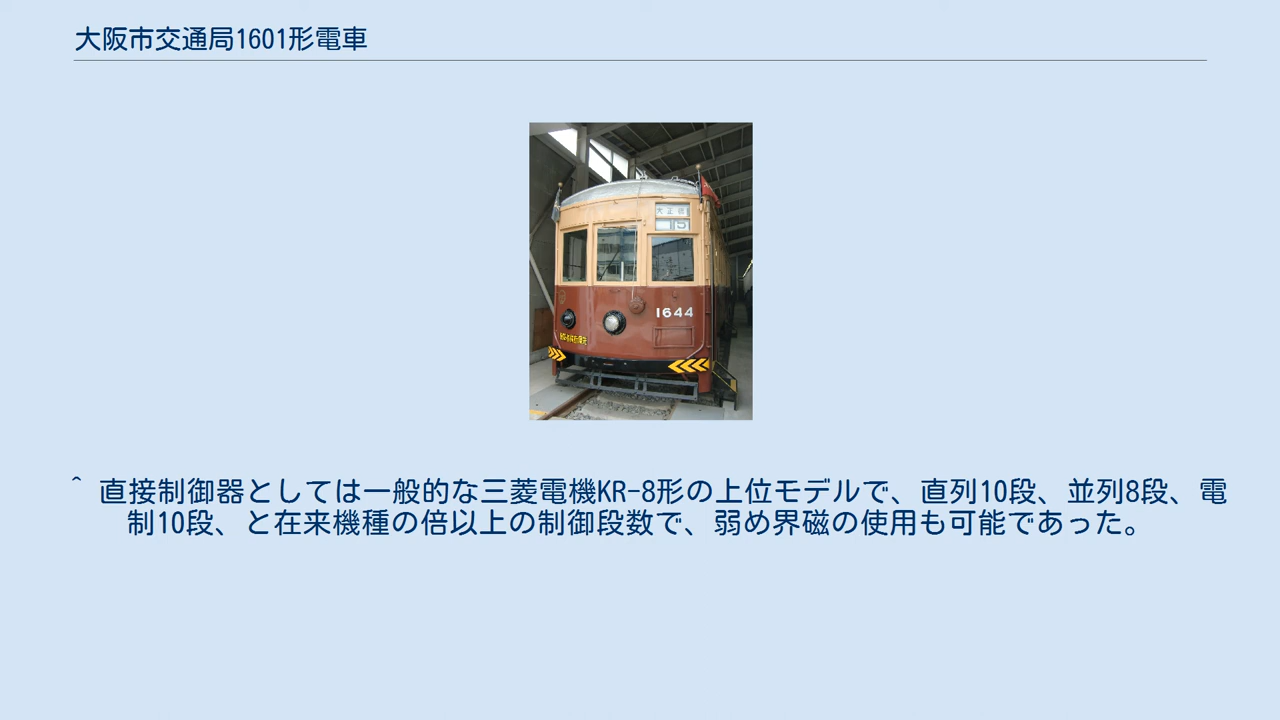 大阪市交通局1601形電車
15
1644
^ 直接制御器としては一般的な三菱電機KR-8形の上位モデルで、直列10段、並列8段、電
制10段、と在来機種の倍以上の制御段数で、弱め界磁の使用も可能であった。